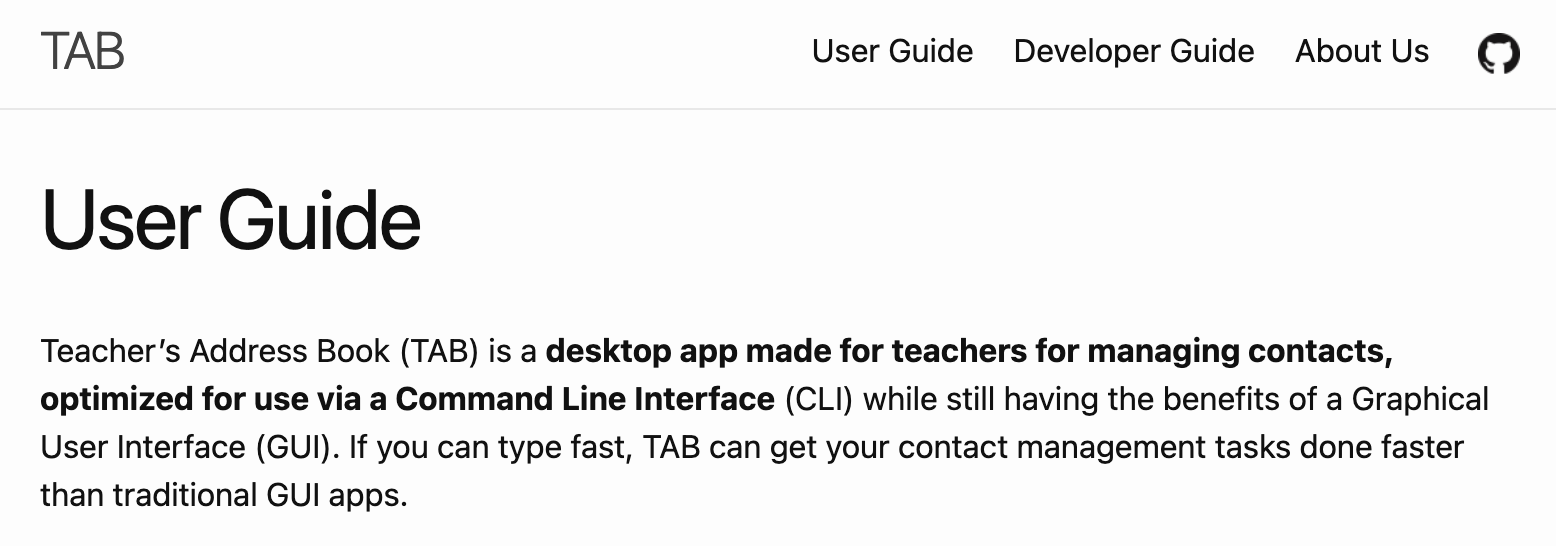 TAB
User Guide Developer Guide About Us
User Guide
Teacher’s Address Book (TAB) is a desktop app made for teachers for managing contacts,
optimized for use via a Command Line Interface (CLI) while still having the benefits of a Graphical
User Interface (GUI). If you can type fast, TAB can get your contact management tasks done faster
than traditional GUI apps.